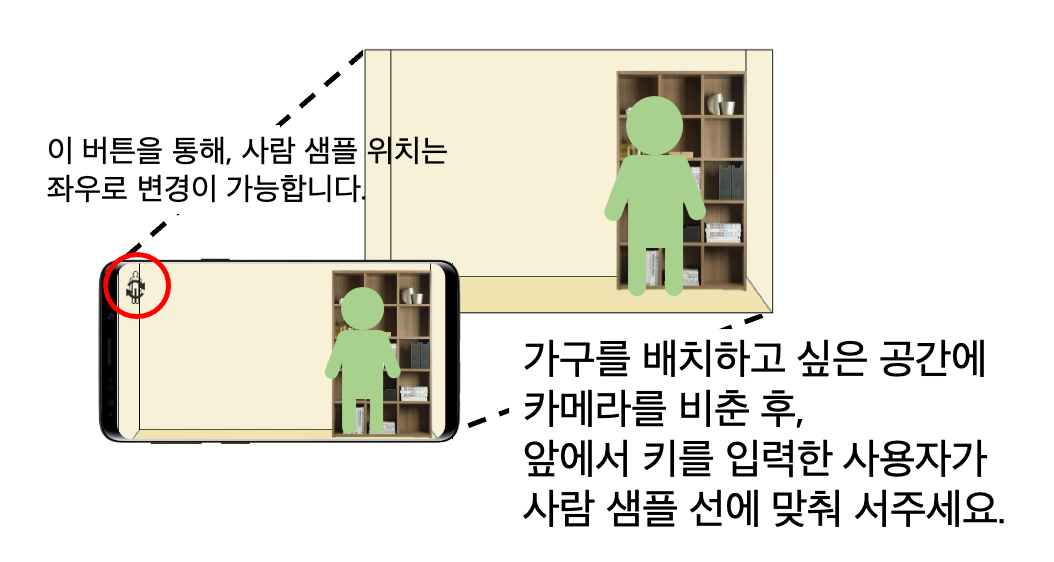 이 버튼을 통해, 사람 샘플 위치는
좌우로 변경이 가능합니다.
가구를 배치하고 싶은 공간에
카메라를 비춘 후,
앞에서 키를 입력한 사용자가
사람 샘플 선에 맞춰 서주세요.